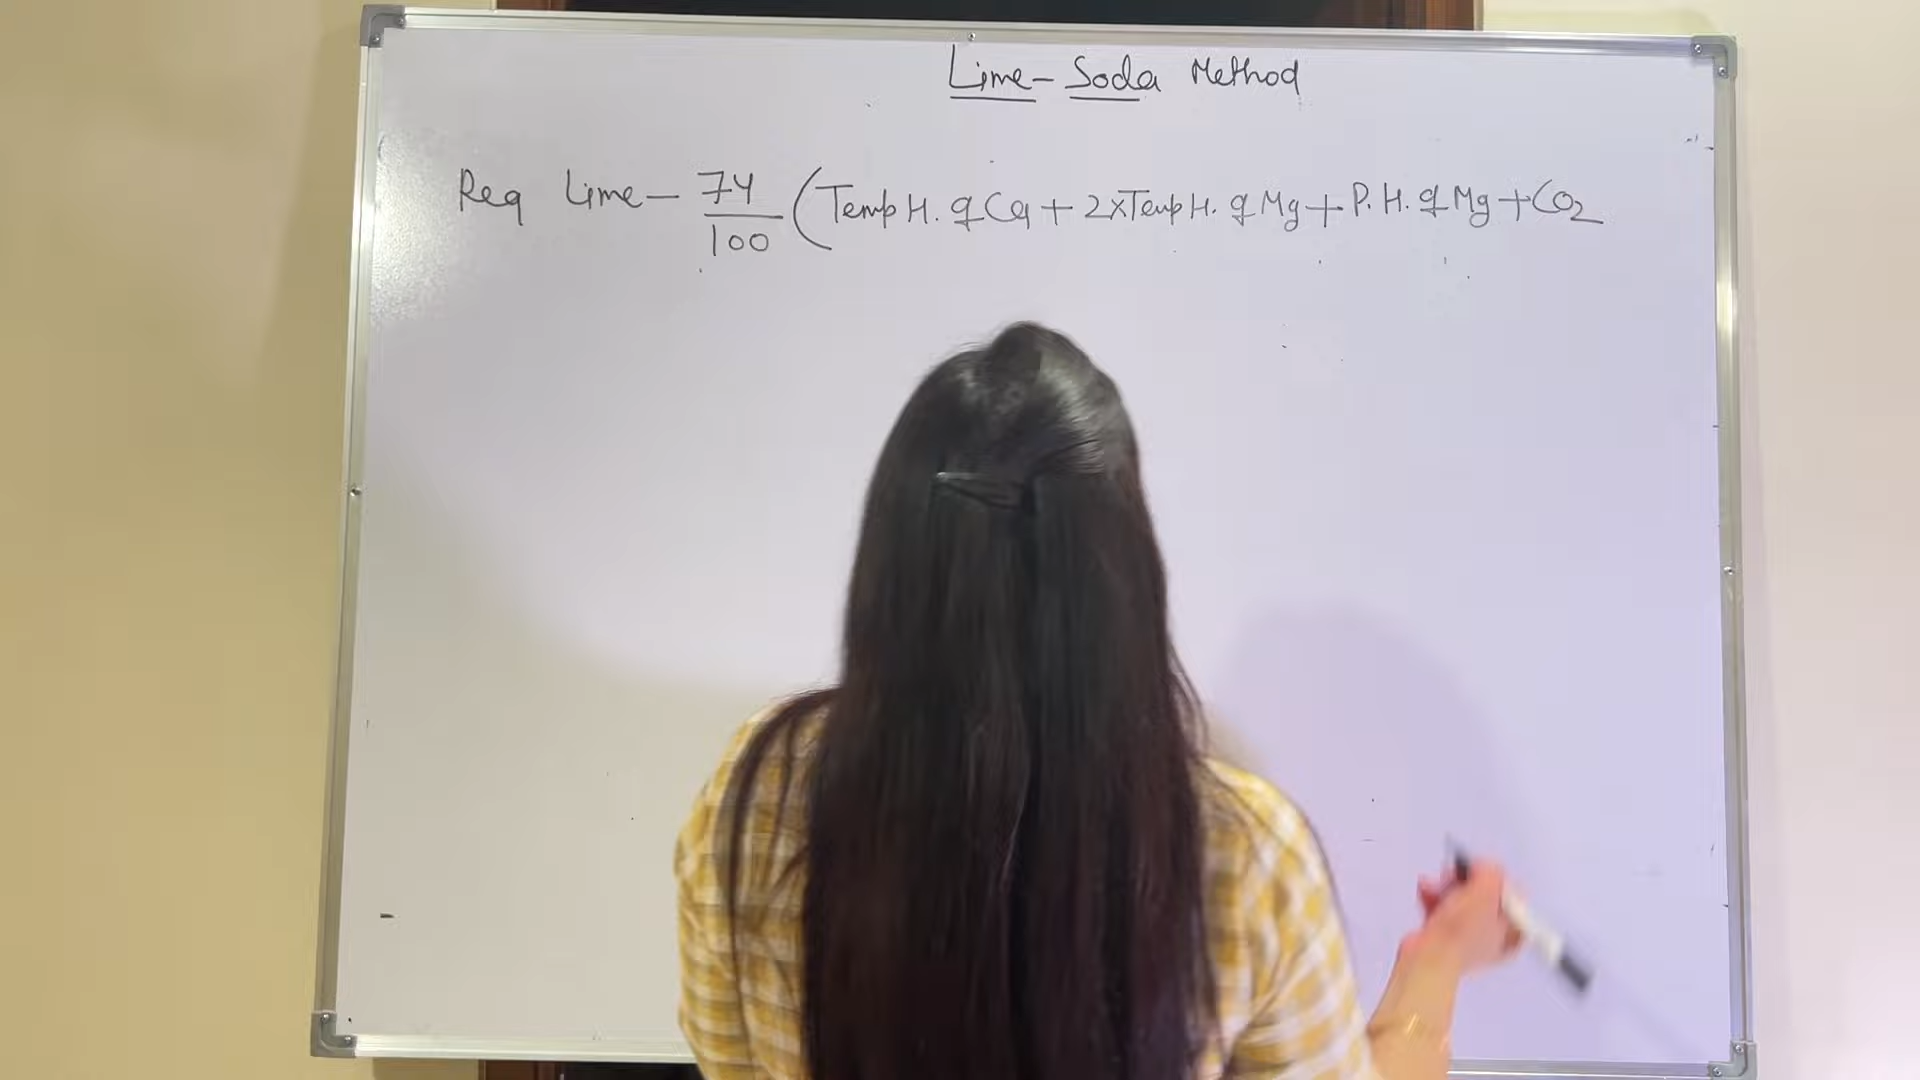 Lime - Soda Method
Req Lime - 74/100 (Temp H. of Ca + 2xTemp H. of Mg + P. H. of Mg + CO2